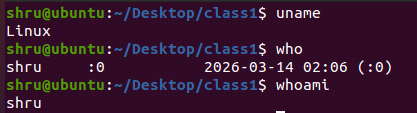 shru@ubuntu:~/Desktop/class1$ uname
Linux
shru@ubuntu:~/Desktop/class1$ who
shru     :0           2026-03-14 02:06 (:0)
shru@ubuntu:~/Desktop/class1$ whoami
shru